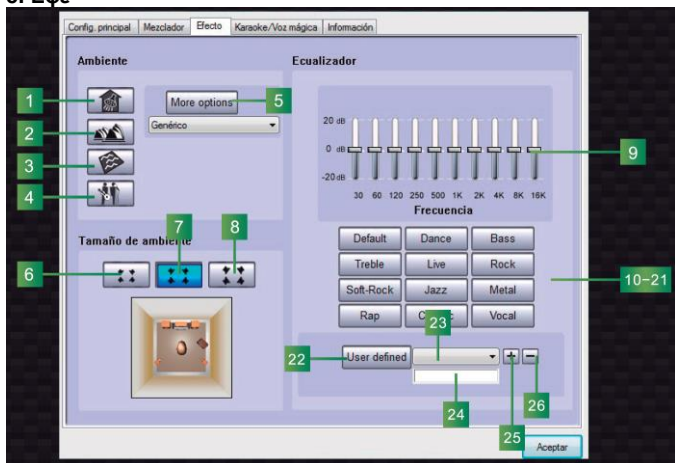 Config. principal Mezclador Efecto Karaoke/Voz mágica Información
Ambiente
1
2
3
4
More options
5
Genérico
Tamaño de ambiente
6
7
8
Ecualizador
20 dB
0 dB
-20 dB
9
30 60 120 250 500 1K 2K 4K 8K 16K
Frecuencia
Default Dance Bass
Treble Live Rock
Soft-Rock Jazz Metal
Rap Vocal
10-21
22
User defined
23
+ -
24
25
26
Aceptar